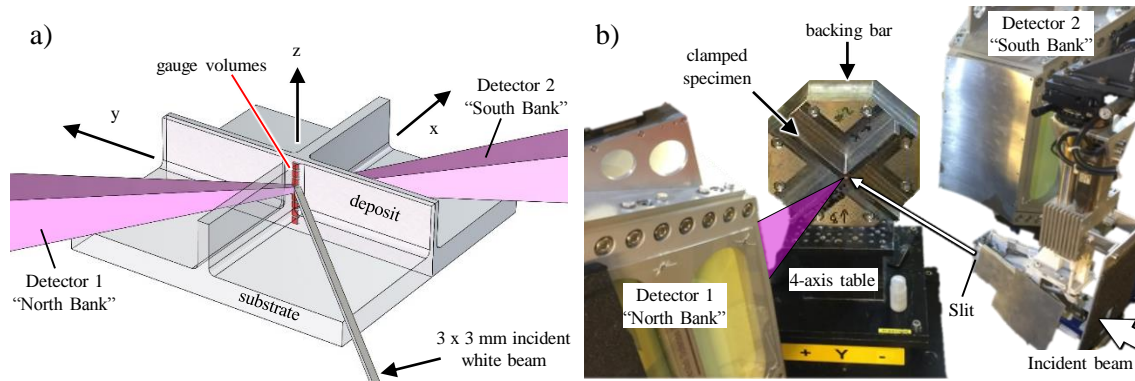 a)
z
gauge volumes
Detector 2
“South Bank”
y
x
deposit
Detector 1
“North Bank”
substrate
3 x 3 mm incident
white beam
b)
backing bar
Detector 2
“South Bank”
clamped
specimen
4-axis table
Detector 1
“North Bank”
Slit
+ Y -
Incident beam